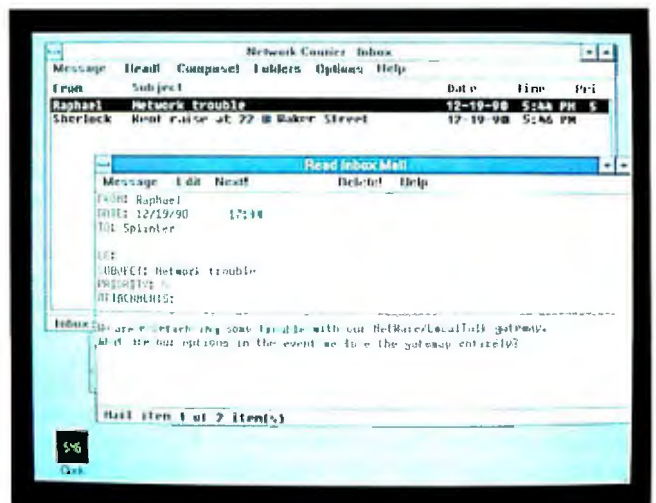 Network Courier Inbox
Message Read! Compose! Folders Options Help
From Subject Date Time Pri
Raphael Network trouble 12-19-90 5:44 PM 5
Sherlock Rent raise at 22 B Baker Street 12-19-90 5:46 PM
Read Inbox Mail
Message Edit Next! Delete! Help
FROM: Raphael
DATE: 12/19/90 17:44
TO: Splinter
CC:
SUBJECT: Network trouble
PRIORITY: 5
ATTACHMENTS:
Inbox
We are experiencing some trouble with our NetWare/LocalTalk gateway.
What are our options in the event we lose the gateway entirely?
Mail item 1 of 2 item(s)
5:46
Clock